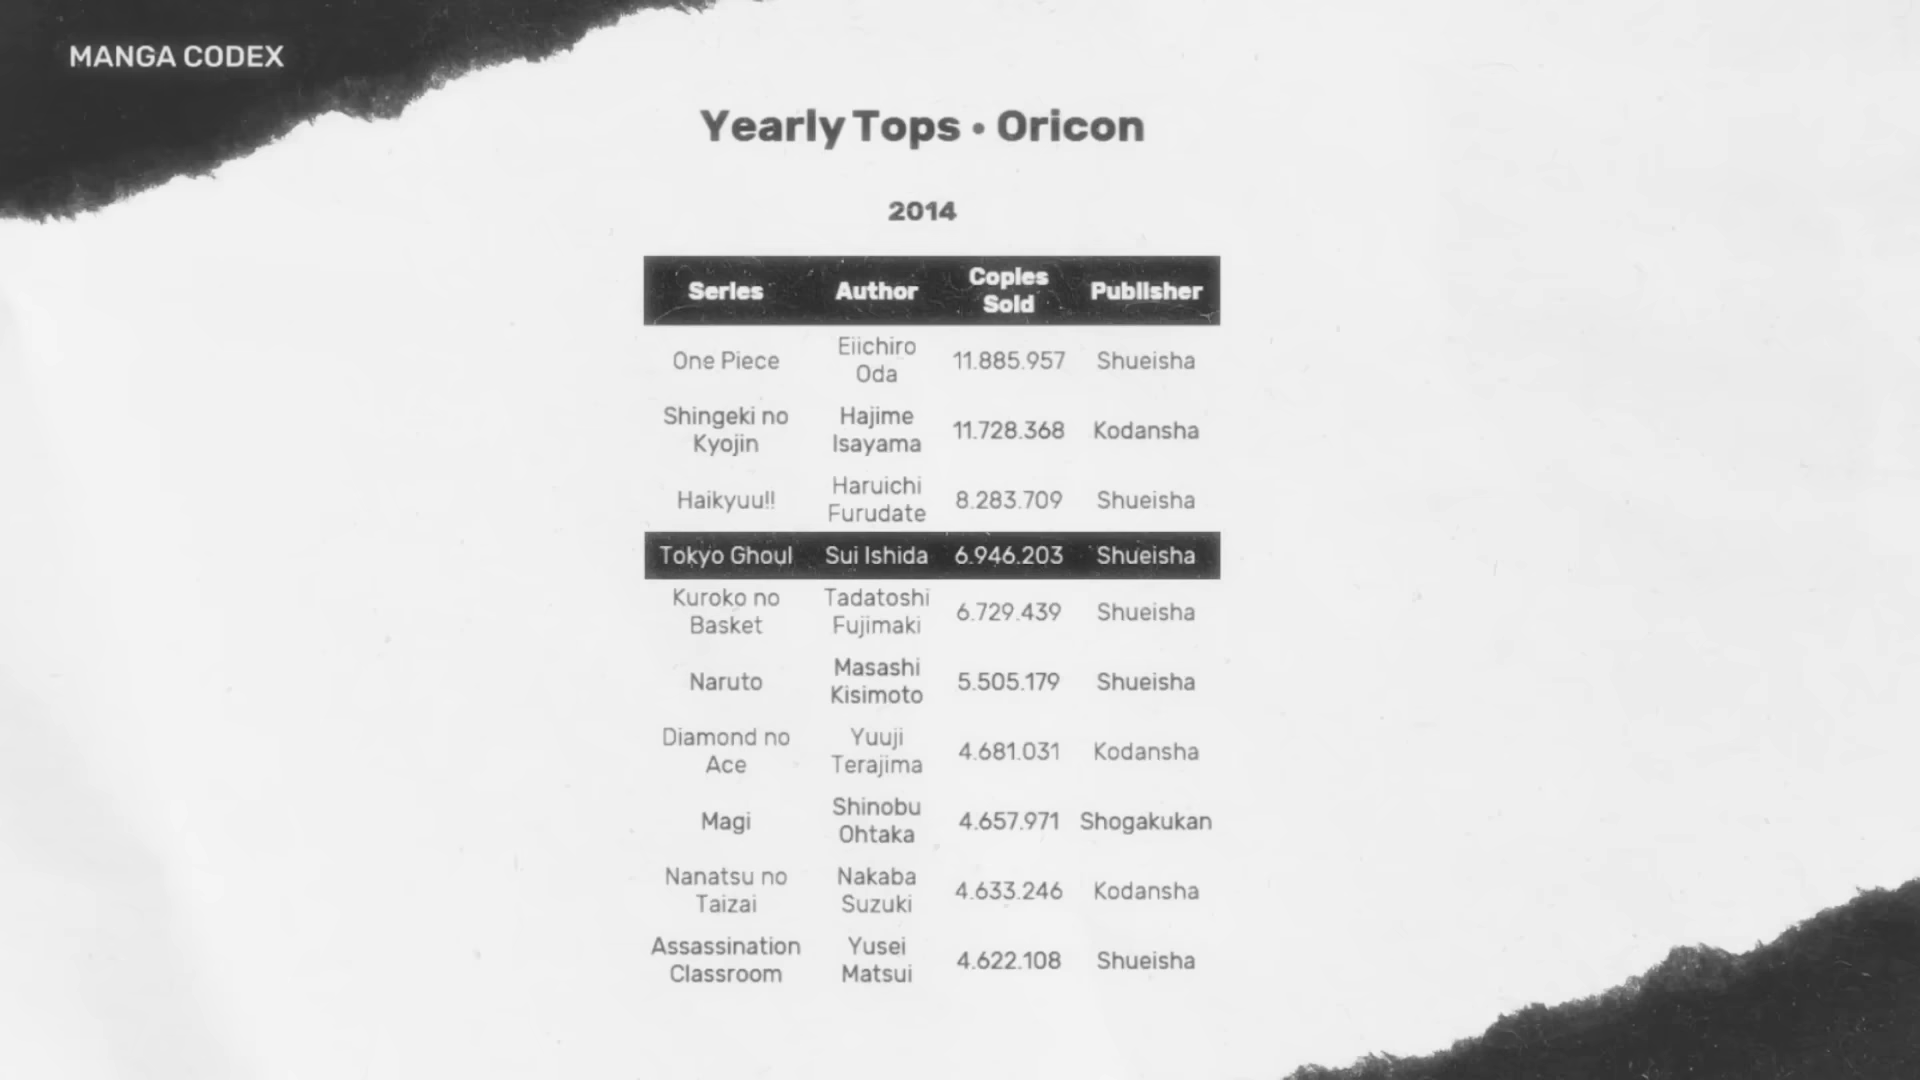 MANGA CODEX
Yearly Tops • Oricon
2014
Series Author Copies Sold Publisher
One Piece Eiichiro Oda 11.885.957 Shueisha
Shingeki no Kyojin Hajime Isayama 11.728.368 Kodansha
Haikyuu!! Haruichi Furudate 8.283.709 Shueisha
Tokyo Ghoul Sui Ishida 6.946.203 Shueisha
Kuroko no Basket Tadatoshi Fujimaki 6.729.439 Shueisha
Naruto Masashi Kisimoto 5.505.179 Shueisha
Diamond no Ace Yuuji Terajima 4.681.031 Kodansha
Magi Shinobu Ohtaka 4.657.971 Shogakukan
Nanatsu no Taizai Nakaba Suzuki 4.633.246 Kodansha
Assassination Classroom Yusei Matsui 4.622.108 Shueisha